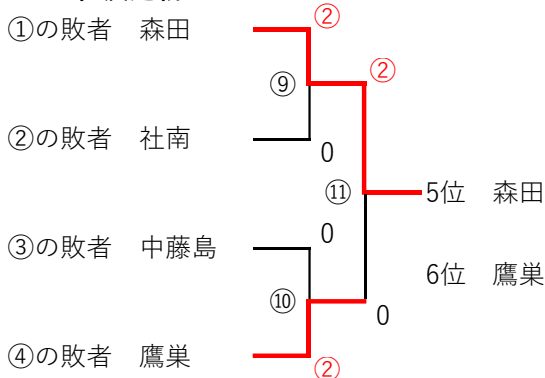 ①の敗者 森田
②
⑨
②
②の敗者 社南
0
⑪
5位 森田
③の敗者 中藤島
0
6位 鷹巣
⑩
0
④の敗者 鷹巣
②